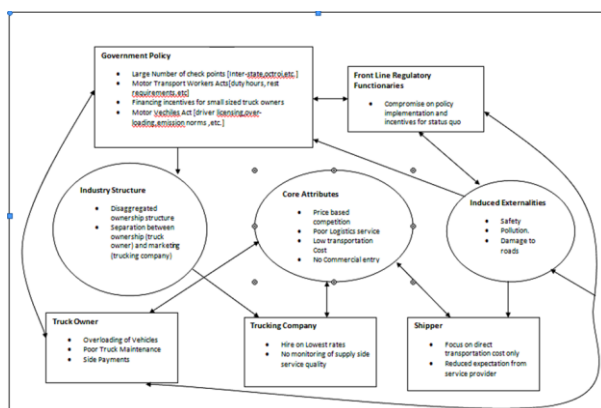 Government Policy
Large Number of check points [Inter-state,octroi,etc.]
Motor Transport Workers Acts[duty hours, rest
requirements,etc]
Financing incentives for small sized truck owners
Motor Vechiles Act [driver licensing,over-
loading,emission norms ,etc.]
Front Line Regulatory
Functionaries
Compromise on policy
implementation and
incentives for status quo
Industry Structure
Disaggregated
ownership structure
Separation between
ownership (truck
owner) and marketing
(trucking company)
Core Attributes
Price based
competition
Poor Logistics service
Low transportation
Cost
No Commercial entry
Induced Externalities
Safety
Pollution.
Damage to
roads
Truck Owner
Overloading of Vehicles
Poor Truck Maintenance
Side Payments
Trucking Company
Hire on Lowest rates
No monitoring of supply side
service quality
Shipper
Focus on direct
transportation cost only
Reduced expectation from
service provider